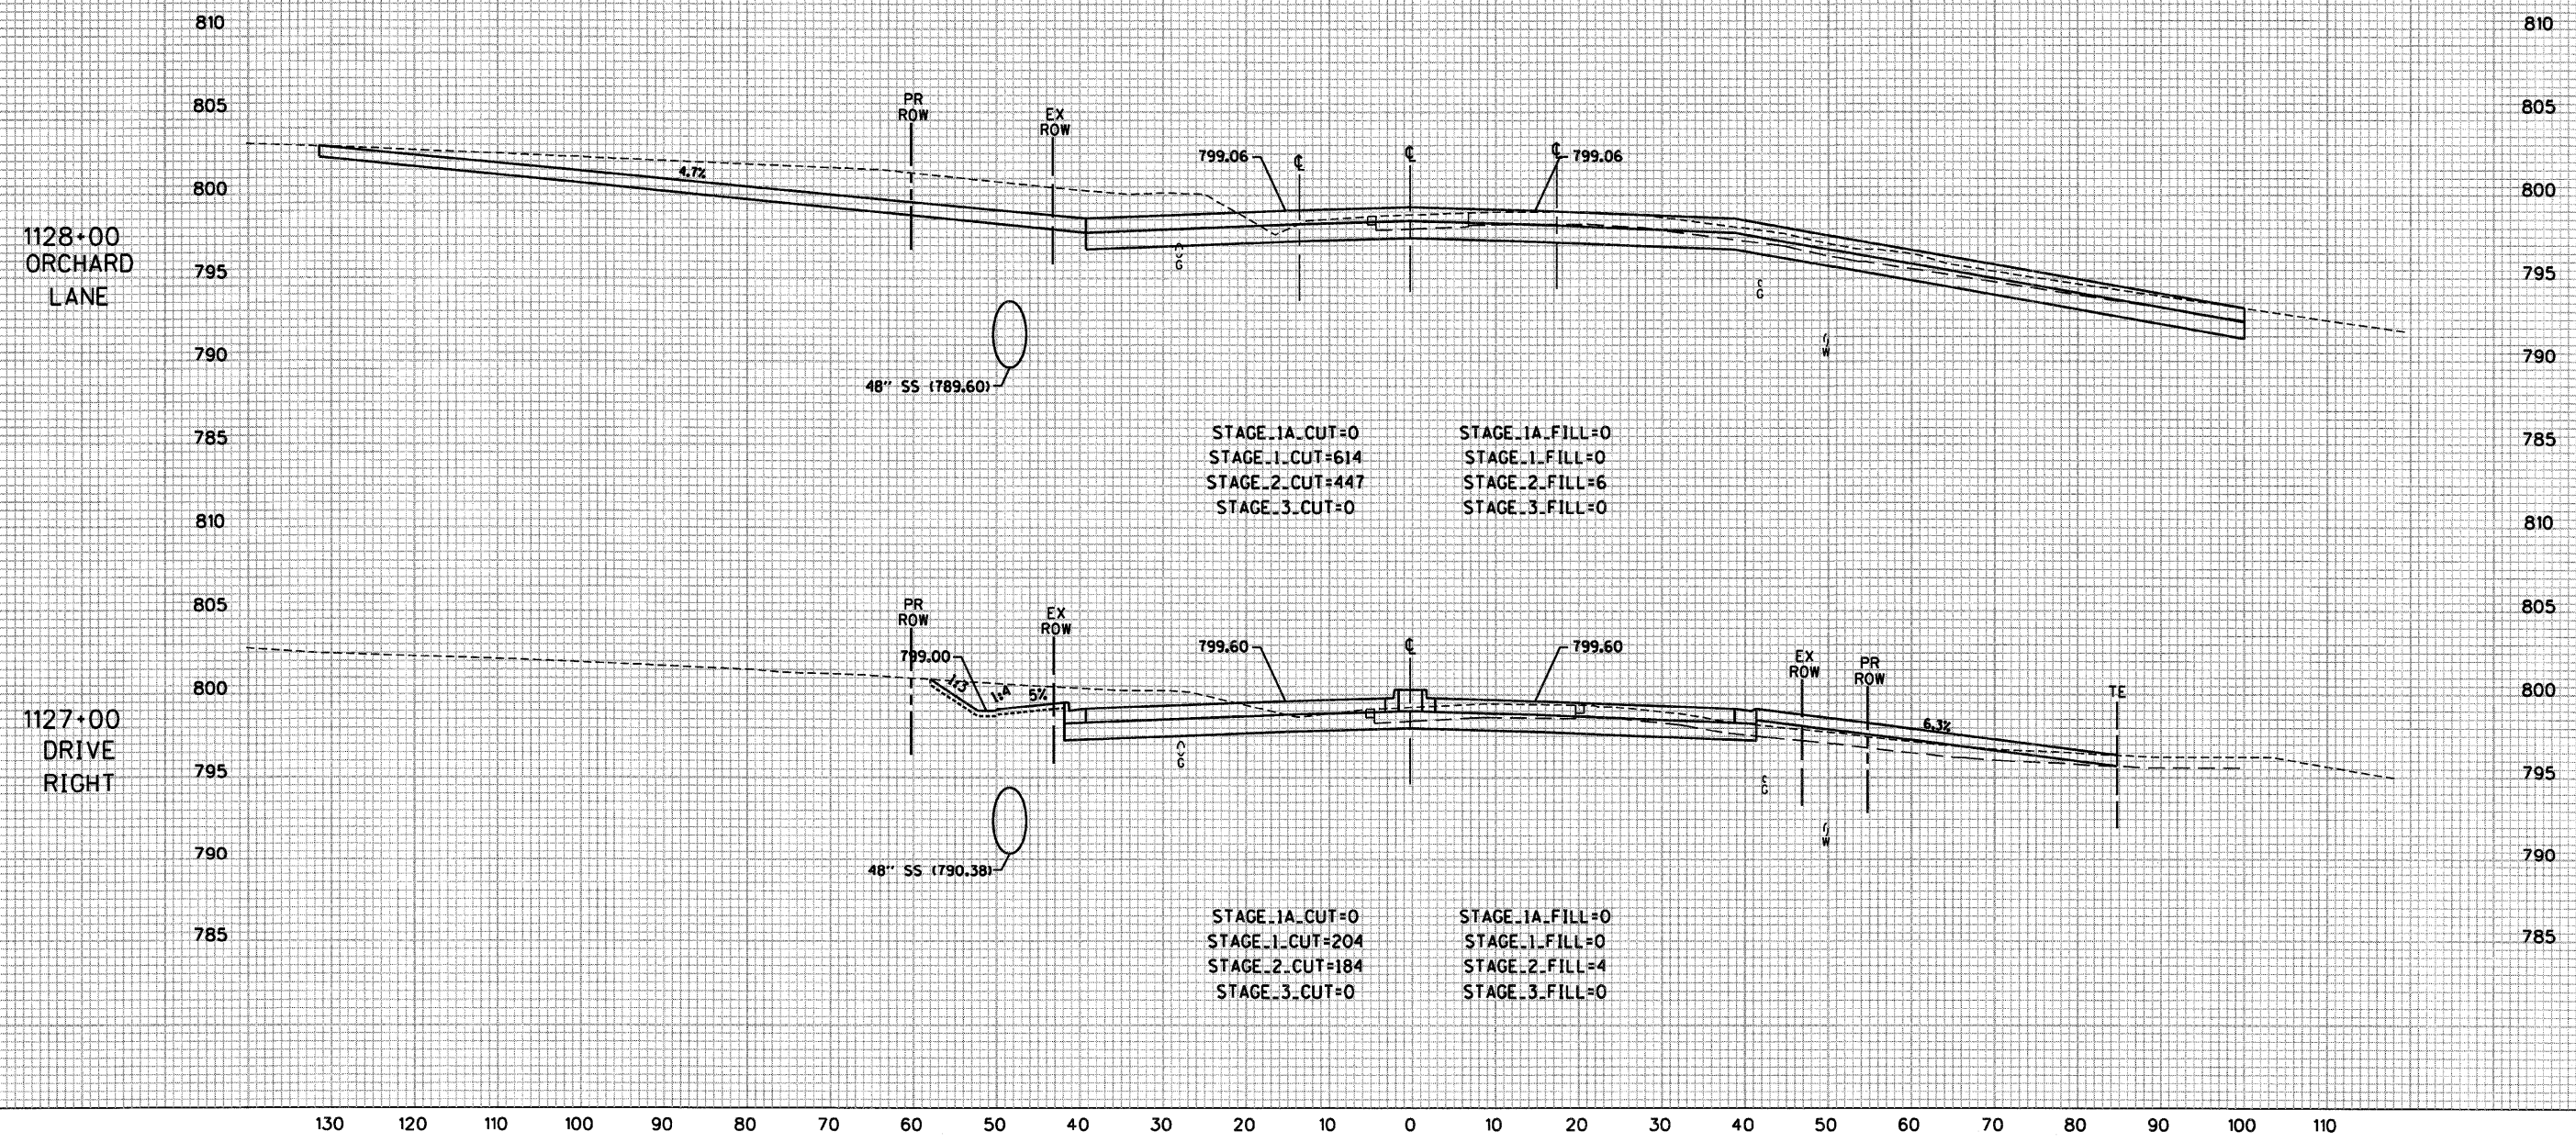 810 810
805 805
PR
ROW
EX
ROW
799.06 ℄ ℄ ℄ 799.06
800 4.7% 800
1128+00
ORCHARD
LANE
795 G G 795
790 W 790
48" SS (789.60)
785 785
STAGE_1A_CUT=0 STAGE_1A_FILL=0
STAGE_1_CUT=614 STAGE_1_FILL=0
STAGE_2_CUT=447 STAGE_2_FILL=6
STAGE_3_CUT=0 STAGE_3_FILL=0
810 810
805 805
PR
ROW
EX
ROW
799.00 799.60 ℄ 799.60
EX
ROW
PR
ROW
TE
800 1:3 1:4 5% 800
6.3%
1127+00
DRIVE
RIGHT
795 G G 795
790 W 790
48" SS (790.38)
785 785
STAGE_1A_CUT=0 STAGE_1A_FILL=0
STAGE_1_CUT=204 STAGE_1_FILL=0
STAGE_2_CUT=184 STAGE_2_FILL=4
STAGE_3_CUT=0 STAGE_3_FILL=0
130 120 110 100 90 80 70 60 50 40 30 20 10 0 10 20 30 40 50 60 70 80 90 100 110